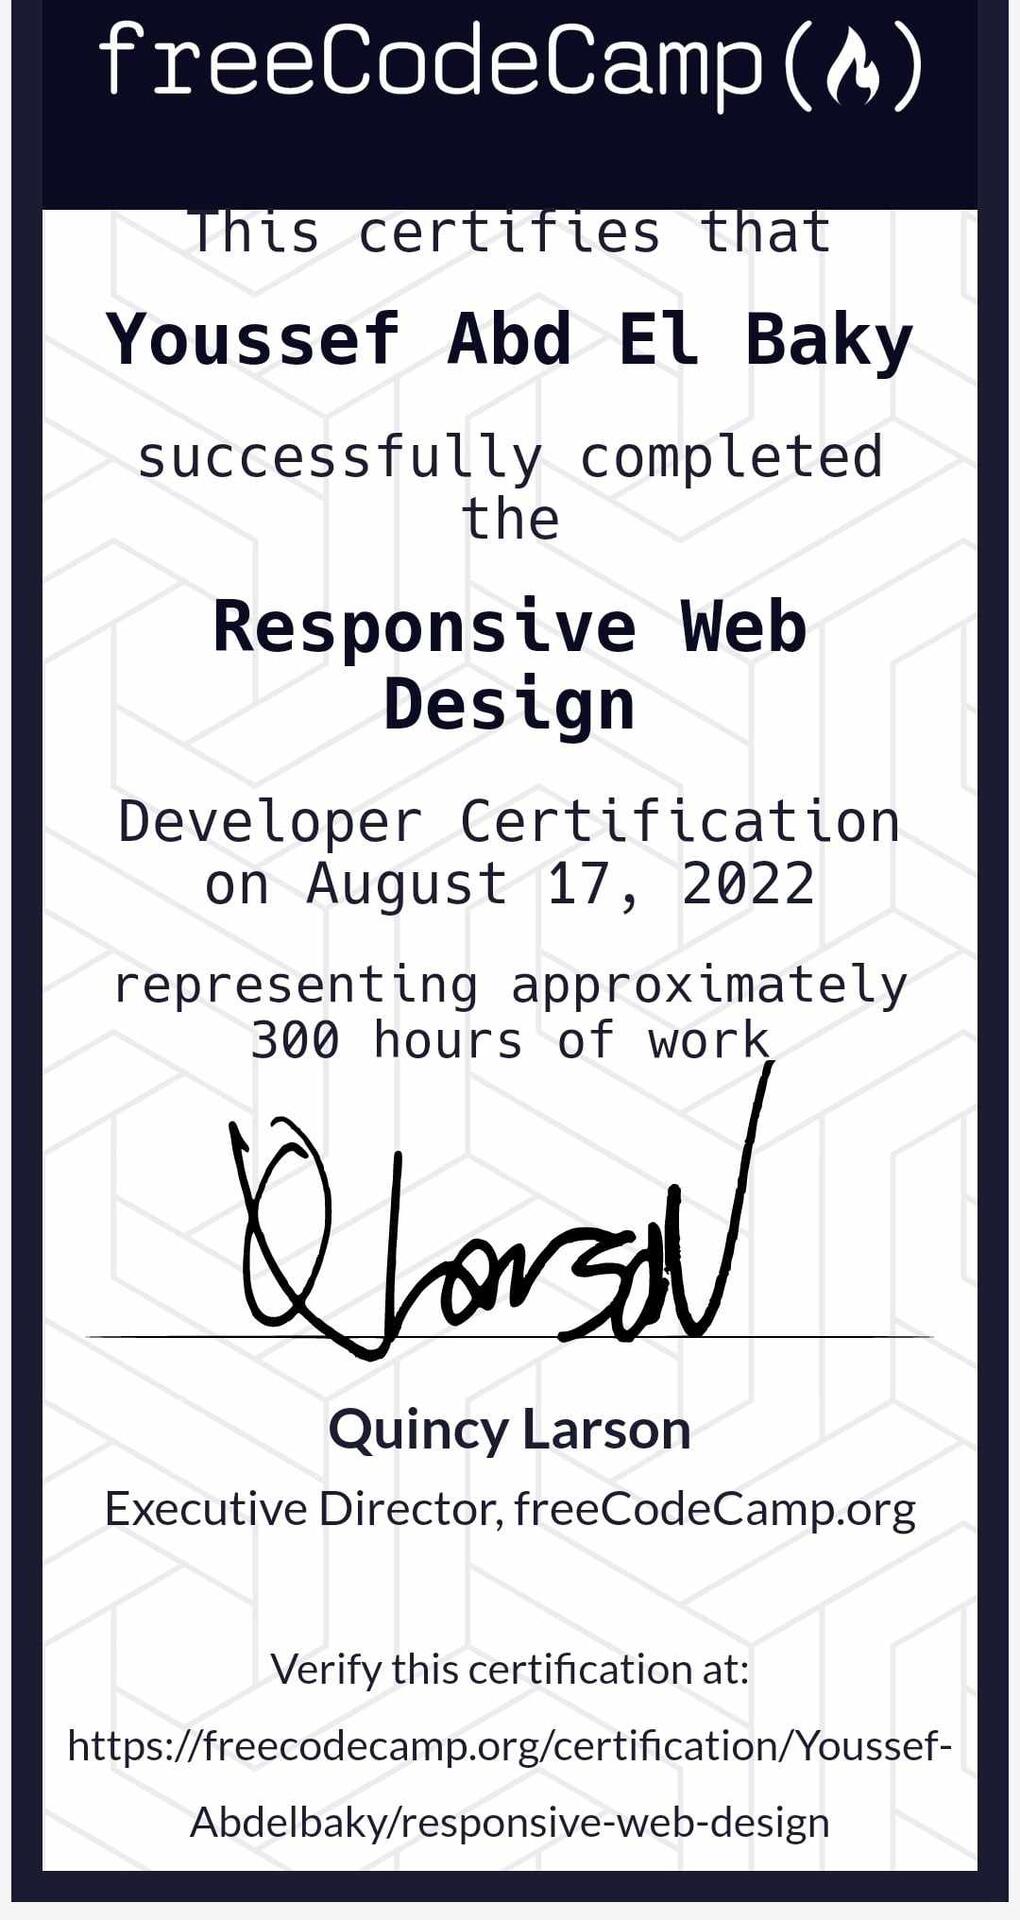 freeCodeCamp
This certifies that
Youssef Abd El Baky
successfully completed
the
Responsive Web
Design
Developer Certification
on August 17, 2022
representing approximately
300 hours of work
QLarson
Quincy Larson
Executive Director, freeCodeCamp.org
Verify this certification at:
https://freecodecamp.org/certification/Youssef-
Abdelbaky/responsive-web-design